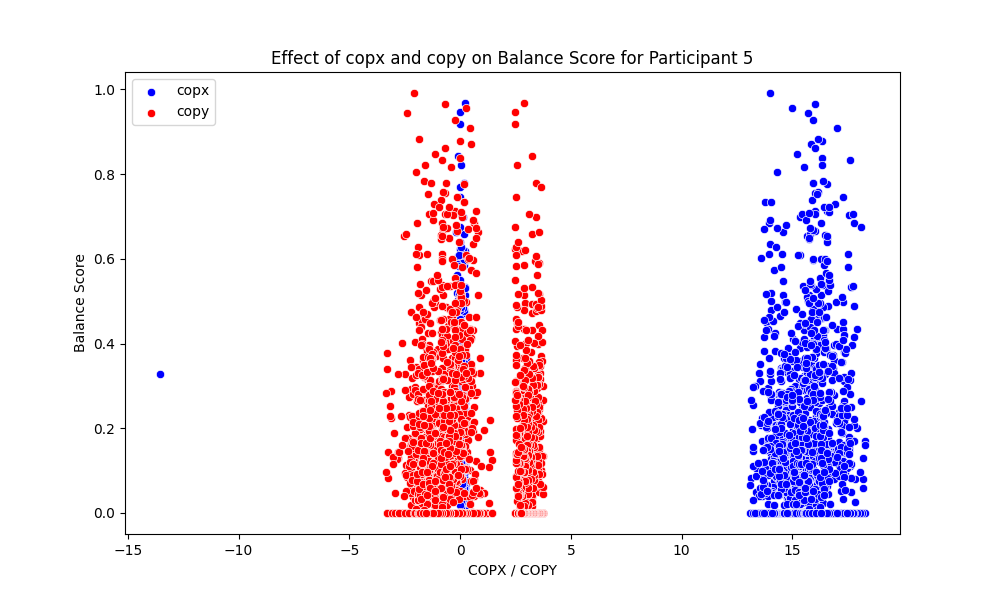 Effect of copx and copy on Balance Score for Participant 5
copx
copy
1.0
0.8
0.6
0.4
0.2
0.0
Balance Score
−15
−10
−5
0
5
10
15
COPX / COPY